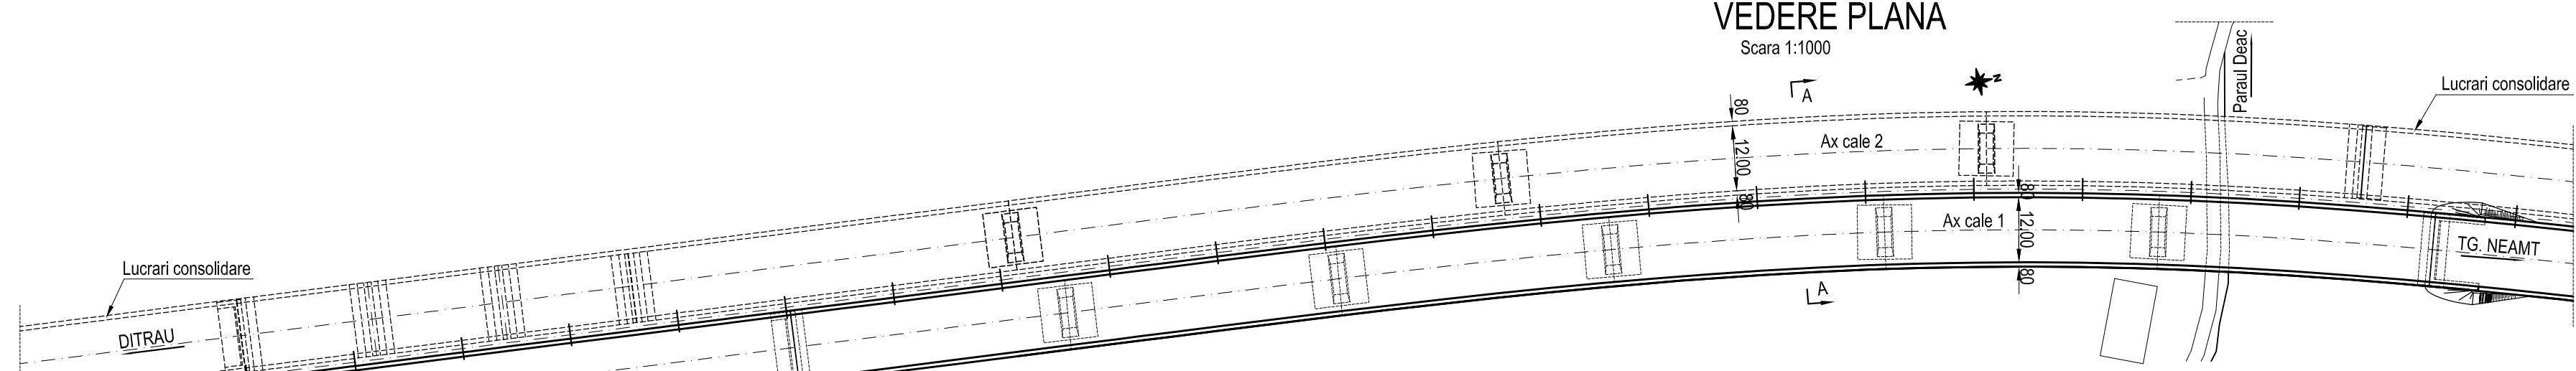 VEDERE PLANA
Scara 1:1000
Paraul Deac
N
A
Lucrari consolidare
80
12.00
80
Ax cale 2
80
12.00
80
Ax cale 1
TG. NEAMT
Lucrari consolidare
DITRAU
A